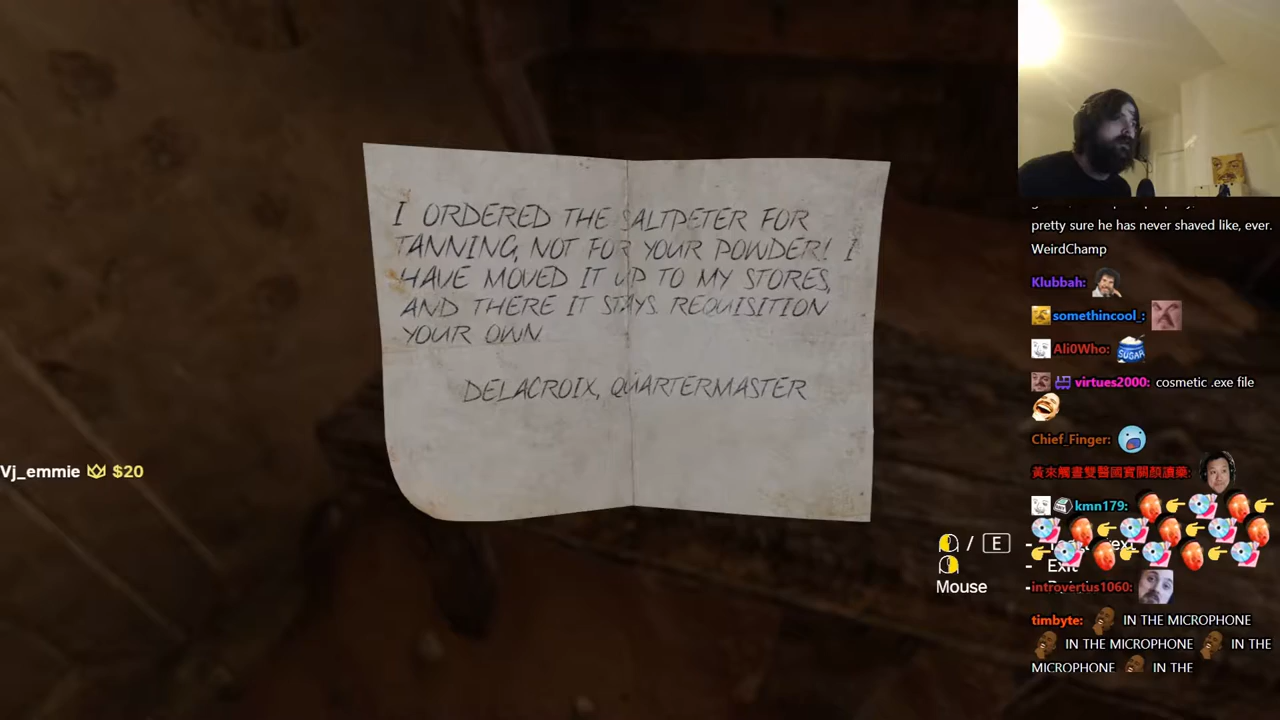 I ORDERED THE SALTPETER FOR
TANNING, NOT FOR YOUR POWDER! I
HAVE MOVED IT UP TO MY STORES,
AND THERE IT STAYS. REQUISITION
YOUR OWN.
DELACROIX, QUARTERMASTER
Vj_emmie $20
/ E -
- Exit
Mouse -
pretty sure he has never shaved like, ever.
WeirdChamp
Klubbah:
somethincool_:
SUGAR
Ali0Who:
virtues2000: cosmetic .exe file
Chief_Finger:
kmn179:
introvertus1060:
timbyte: IN THE MICROPHONE
IN THE MICROPHONE IN THE
MICROPHONE IN THE